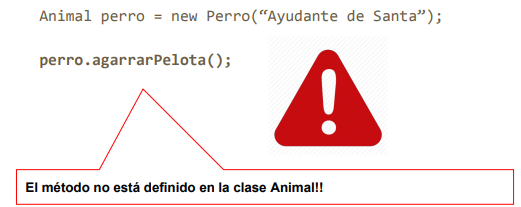 Animal perro = new Perro(“Ayudante de Santa”);
perro.agarrarPelota();
El método no está definido en la clase Animal!!